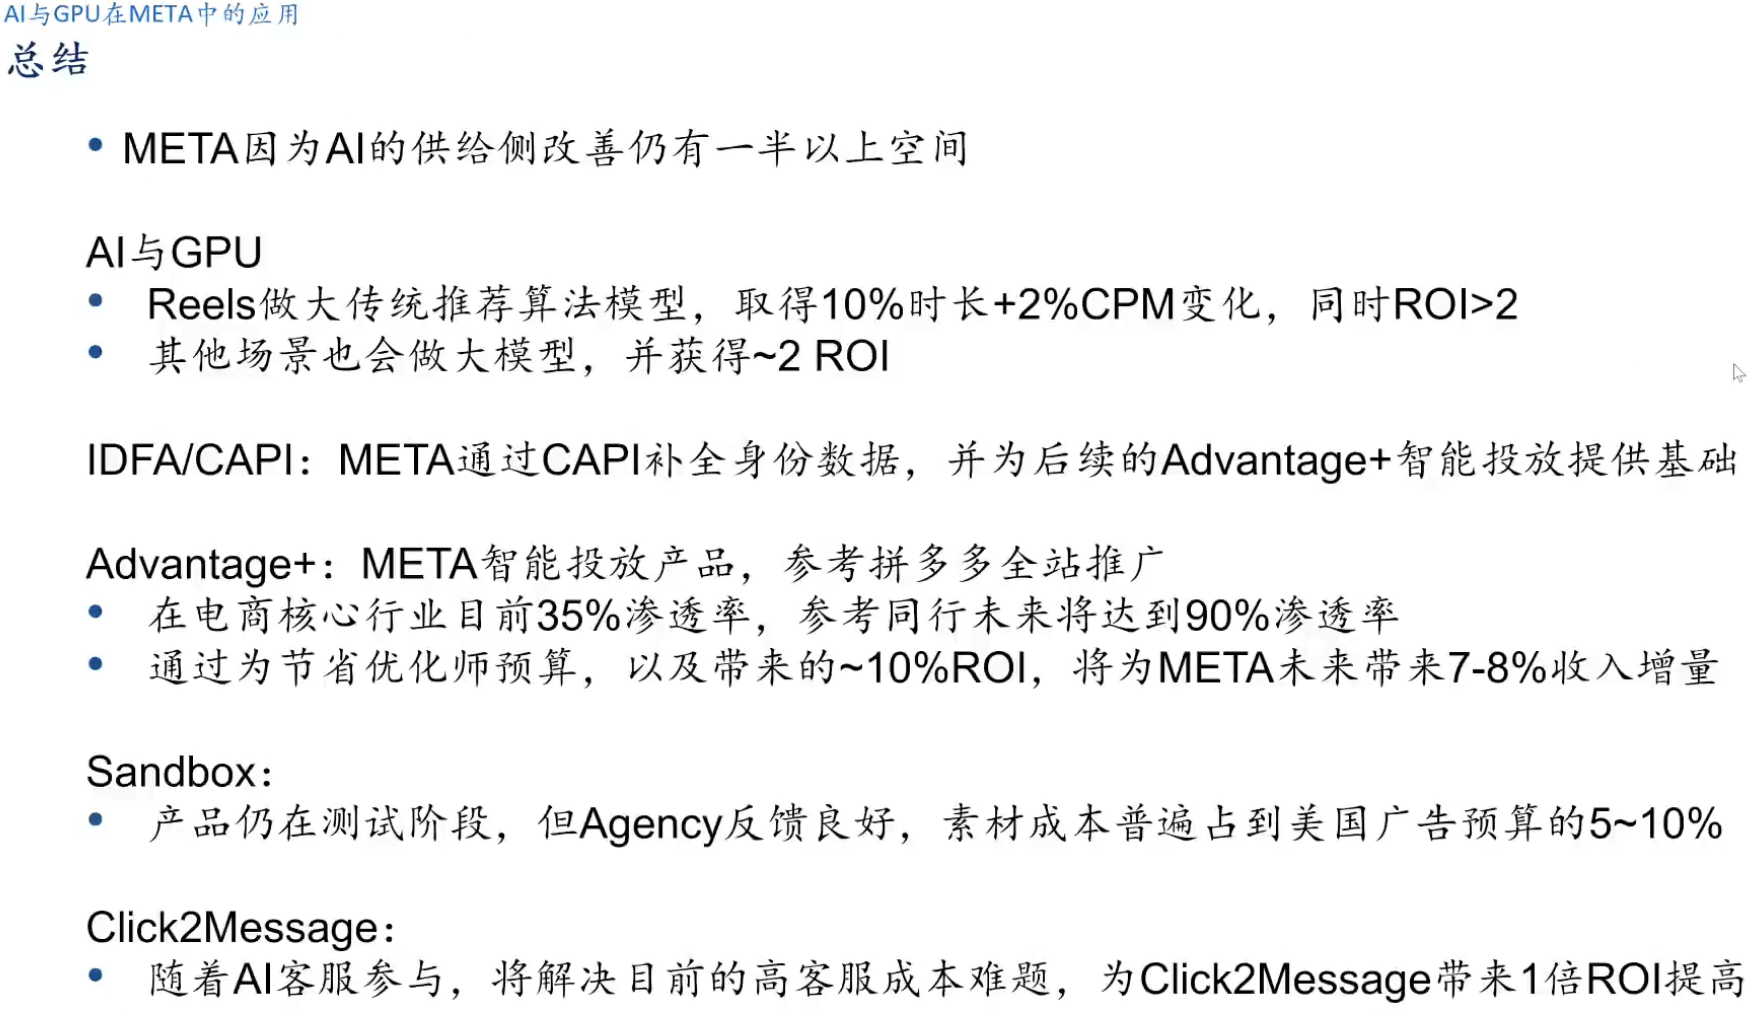 AI与GPU在META中的应用
总结
• META因为AI的供给侧改善仍有一半以上空间
AI与GPU
• Reels做大传统推荐算法模型，取得10%时长+2%CPM变化，同时ROI>2
• 其他场景也会做大模型，并获得~2 ROI
IDFA/CAPI：META通过CAPI补全身份数据，并为后续的Advantage+智能投放提供基础
Advantage+：META智能投放产品，参考拼多多全站推广
• 在电商核心行业目前35%渗透率，参考同行未来将达到90%渗透率
• 通过为节省优化师预算，以及带来的~10%ROI，将为META未来带来7-8%收入增量
Sandbox：
• 产品仍在测试阶段，但Agency反馈良好，素材成本普遍占到美国广告预算的5~10%
Click2Message：
• 随着AI客服参与，将解决目前的高客服成本难题，为Click2Message带来1倍ROI提高